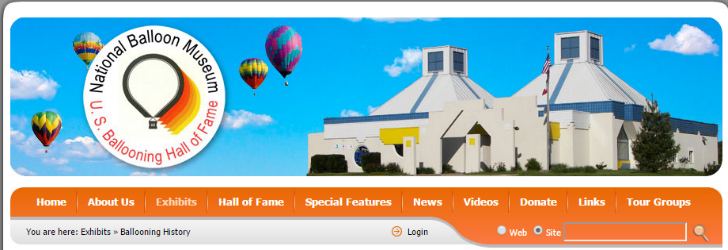 National Balloon Museum
U. S. Ballooning Hall of Fame
Home About Us Exhibits Hall of Fame Special Features News Videos Donate Links Tour Groups
You are here: Exhibits » Ballooning History Login Web Site